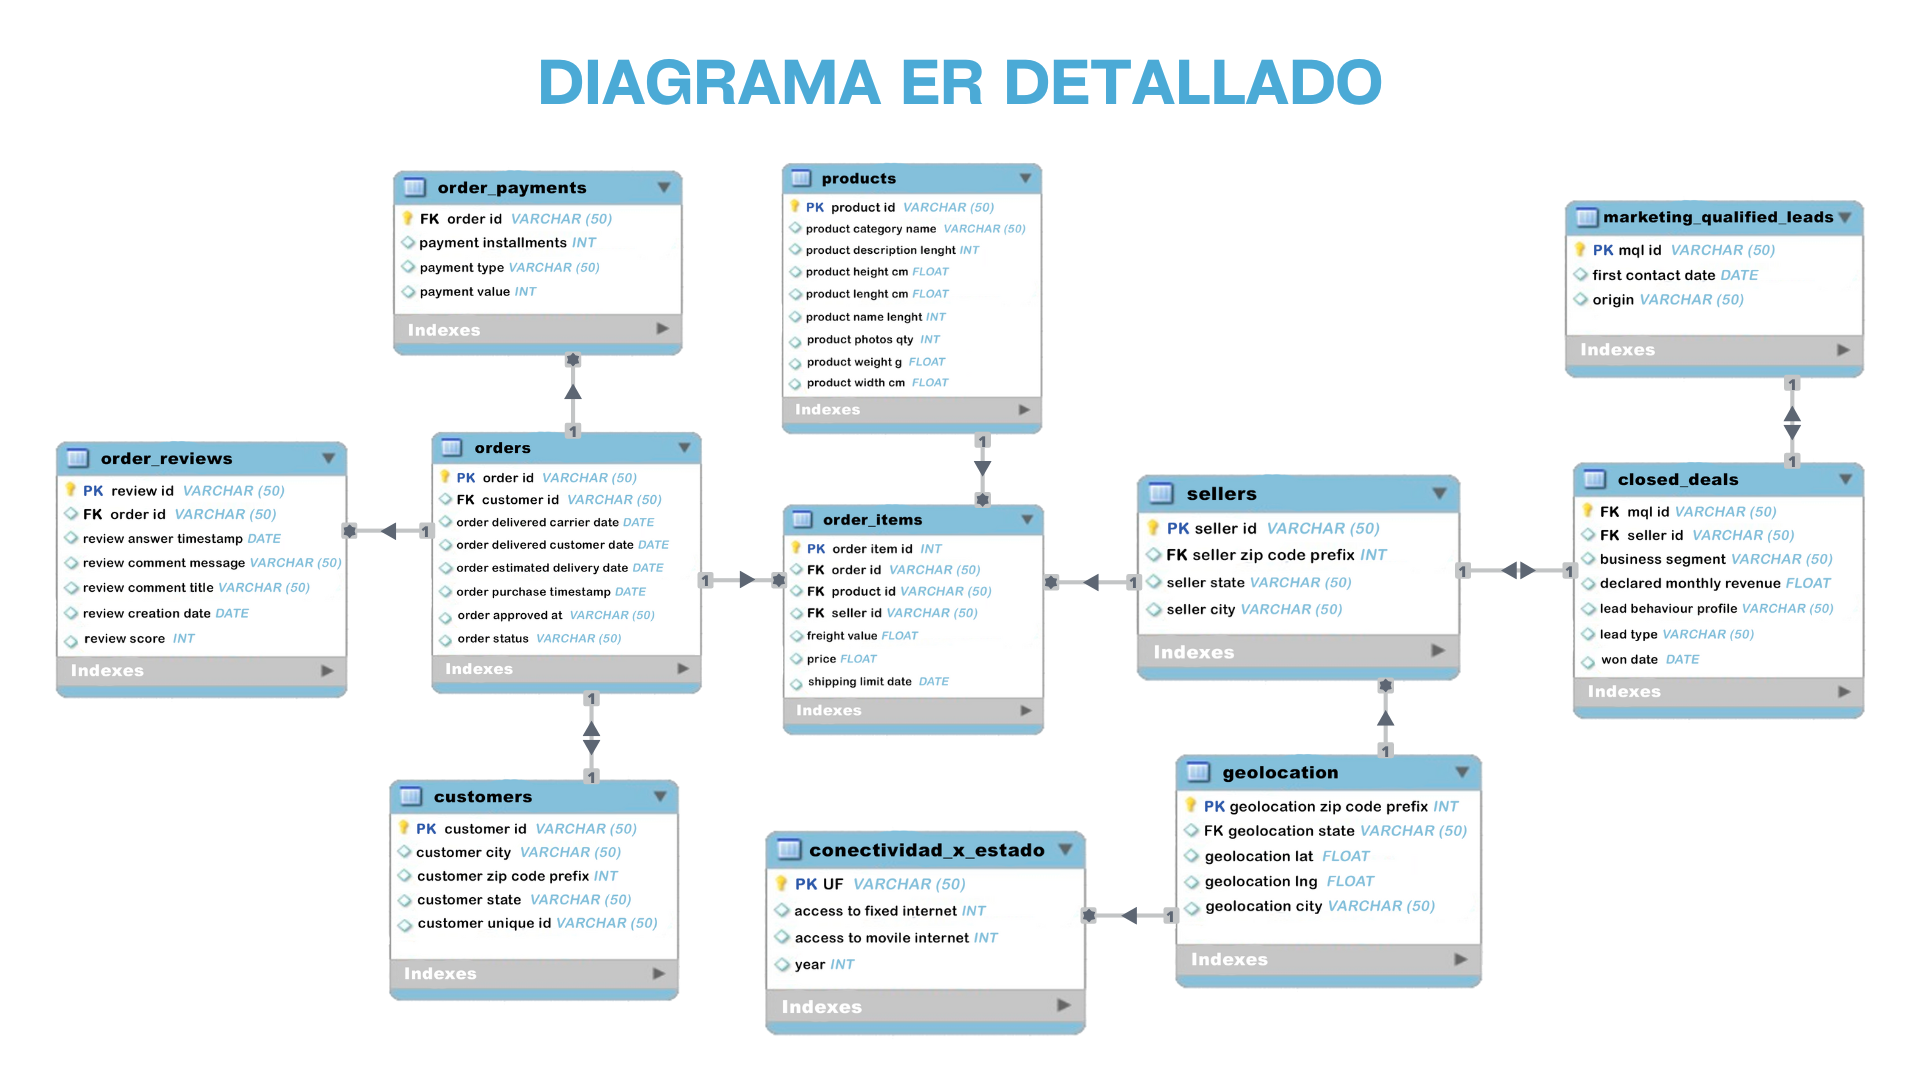 DIAGRAMA ER DETALLADO
order_payments
FK order id VARCHAR (50)
payment installments INT
payment type VARCHAR (50)
payment value INT
Indexes
products
PK product id VARCHAR (50)
product category name VARCHAR (50)
product description lenght INT
product height cm FLOAT
product lenght cm FLOAT
product name lenght INT
product photos qty INT
product weight g FLOAT
product width cm FLOAT
Indexes
marketing_qualified_leads
PK mql id VARCHAR (50)
first contact date DATE
origin VARCHAR (50)
Indexes
order_reviews
PK review id VARCHAR (50)
FK order id VARCHAR (50)
review answer timestamp DATE
review comment message VARCHAR (50)
review comment title VARCHAR (50)
review creation date DATE
review score INT
Indexes
1
orders
PK order id VARCHAR (50)
FK customer id VARCHAR (50)
order delivered carrier date DATE
order delivered customer date DATE
order estimated delivery date DATE
order purchase timestamp DATE
order approved at VARCHAR (50)
order status VARCHAR (50)
Indexes
1
1
1
order_items
PK order item id INT
FK order id VARCHAR (50)
FK product id VARCHAR (50)
FK seller id VARCHAR (50)
freight value FLOAT
price FLOAT
shipping limit date DATE
Indexes
1
sellers
PK seller id VARCHAR (50)
FK seller zip code prefix INT
seller state VARCHAR (50)
seller city VARCHAR (50)
Indexes
1
1
1
1
closed_deals
FK mql id VARCHAR (50)
FK seller id VARCHAR (50)
business segment VARCHAR (50)
declared monthly revenue FLOAT
lead behaviour profile VARCHAR (50)
lead type VARCHAR (50)
won date DATE
Indexes
1
1
customers
PK customer id VARCHAR (50)
customer city VARCHAR (50)
customer zip code prefix INT
customer state VARCHAR (50)
customer unique id VARCHAR (50)
Indexes
conectividad_x_estado
PK UF VARCHAR (50)
access to fixed internet INT
access to movile internet INT
year INT
Indexes
1
1
geolocation
PK geolocation zip code prefix INT
FK geolocation state VARCHAR (50)
geolocation lat FLOAT
geolocation lng FLOAT
geolocation city VARCHAR (50)
Indexes